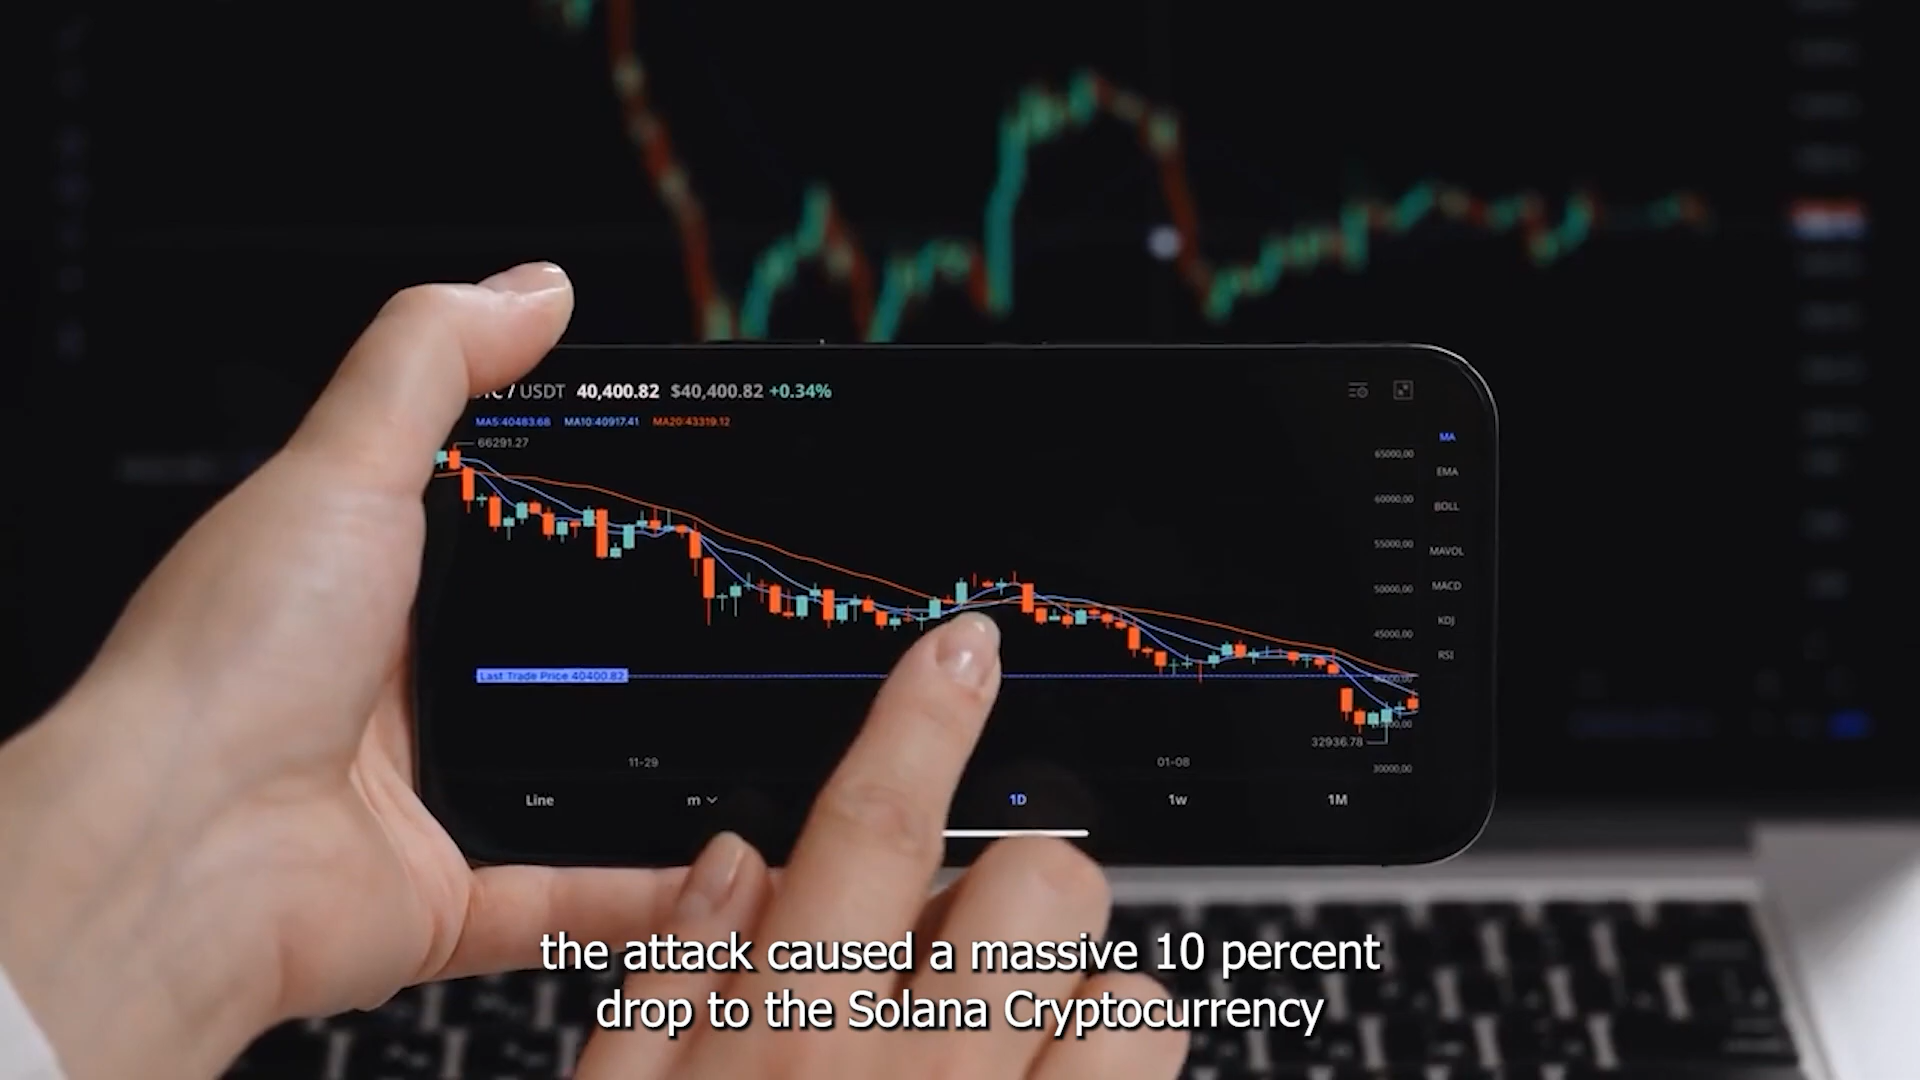 / USDT 40,400.82 $40,400.82 +0.34%
MA5:40483.68 MA10:40917.41 MA20:43319.12
66291.27
MA
65000,00
EMA
60000,00
BOLL
55000,00
MAVOL
50000,00
MACD
KDJ
45000,00
RSI
Last Trade Price 40400.82
32936.78
30000,00
11-29
01-08
Line
m
1D
1w
1M
the attack caused a massive 10 percent
drop to the Solana Cryptocurrency